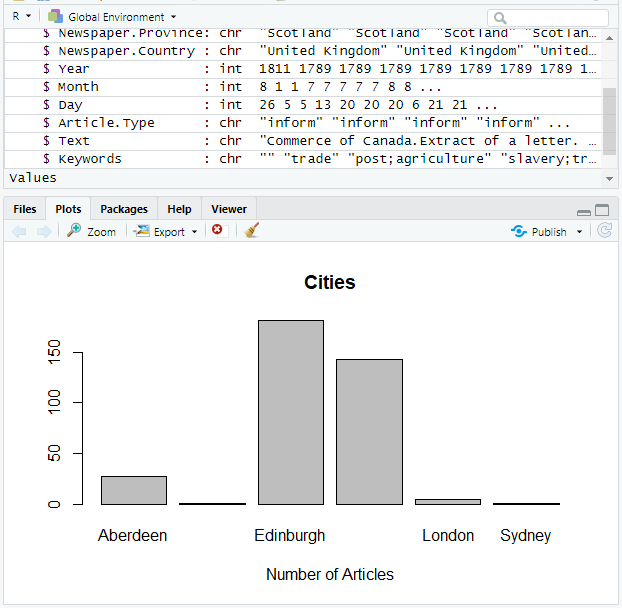 R Global Environment
$ Newspaper.Province: chr "Scotland" "Scotland" "Scotland" "Scotlan…
$ Newspaper.Country : chr "United Kingdom" "United Kingdom" "United…
$ Year : int 1811 1789 1789 1789 1789 1789 1789 1789 1…
$ Month : int 8 1 1 7 7 7 7 7 8 8 ...
$ Day : int 26 5 5 13 20 20 20 6 21 21 ...
$ Article.Type : chr "inform" "inform" "inform" "inform" ...
$ Text : chr "Commerce of Canada.Extract of a letter. …
$ Keywords : chr "" "trade" "post;agriculture" "slavery;tr…
Values
Files Plots Packages Help Viewer
Zoom Export Publish
Cities
150
100
50
0
Aberdeen Edinburgh London Sydney
Number of Articles